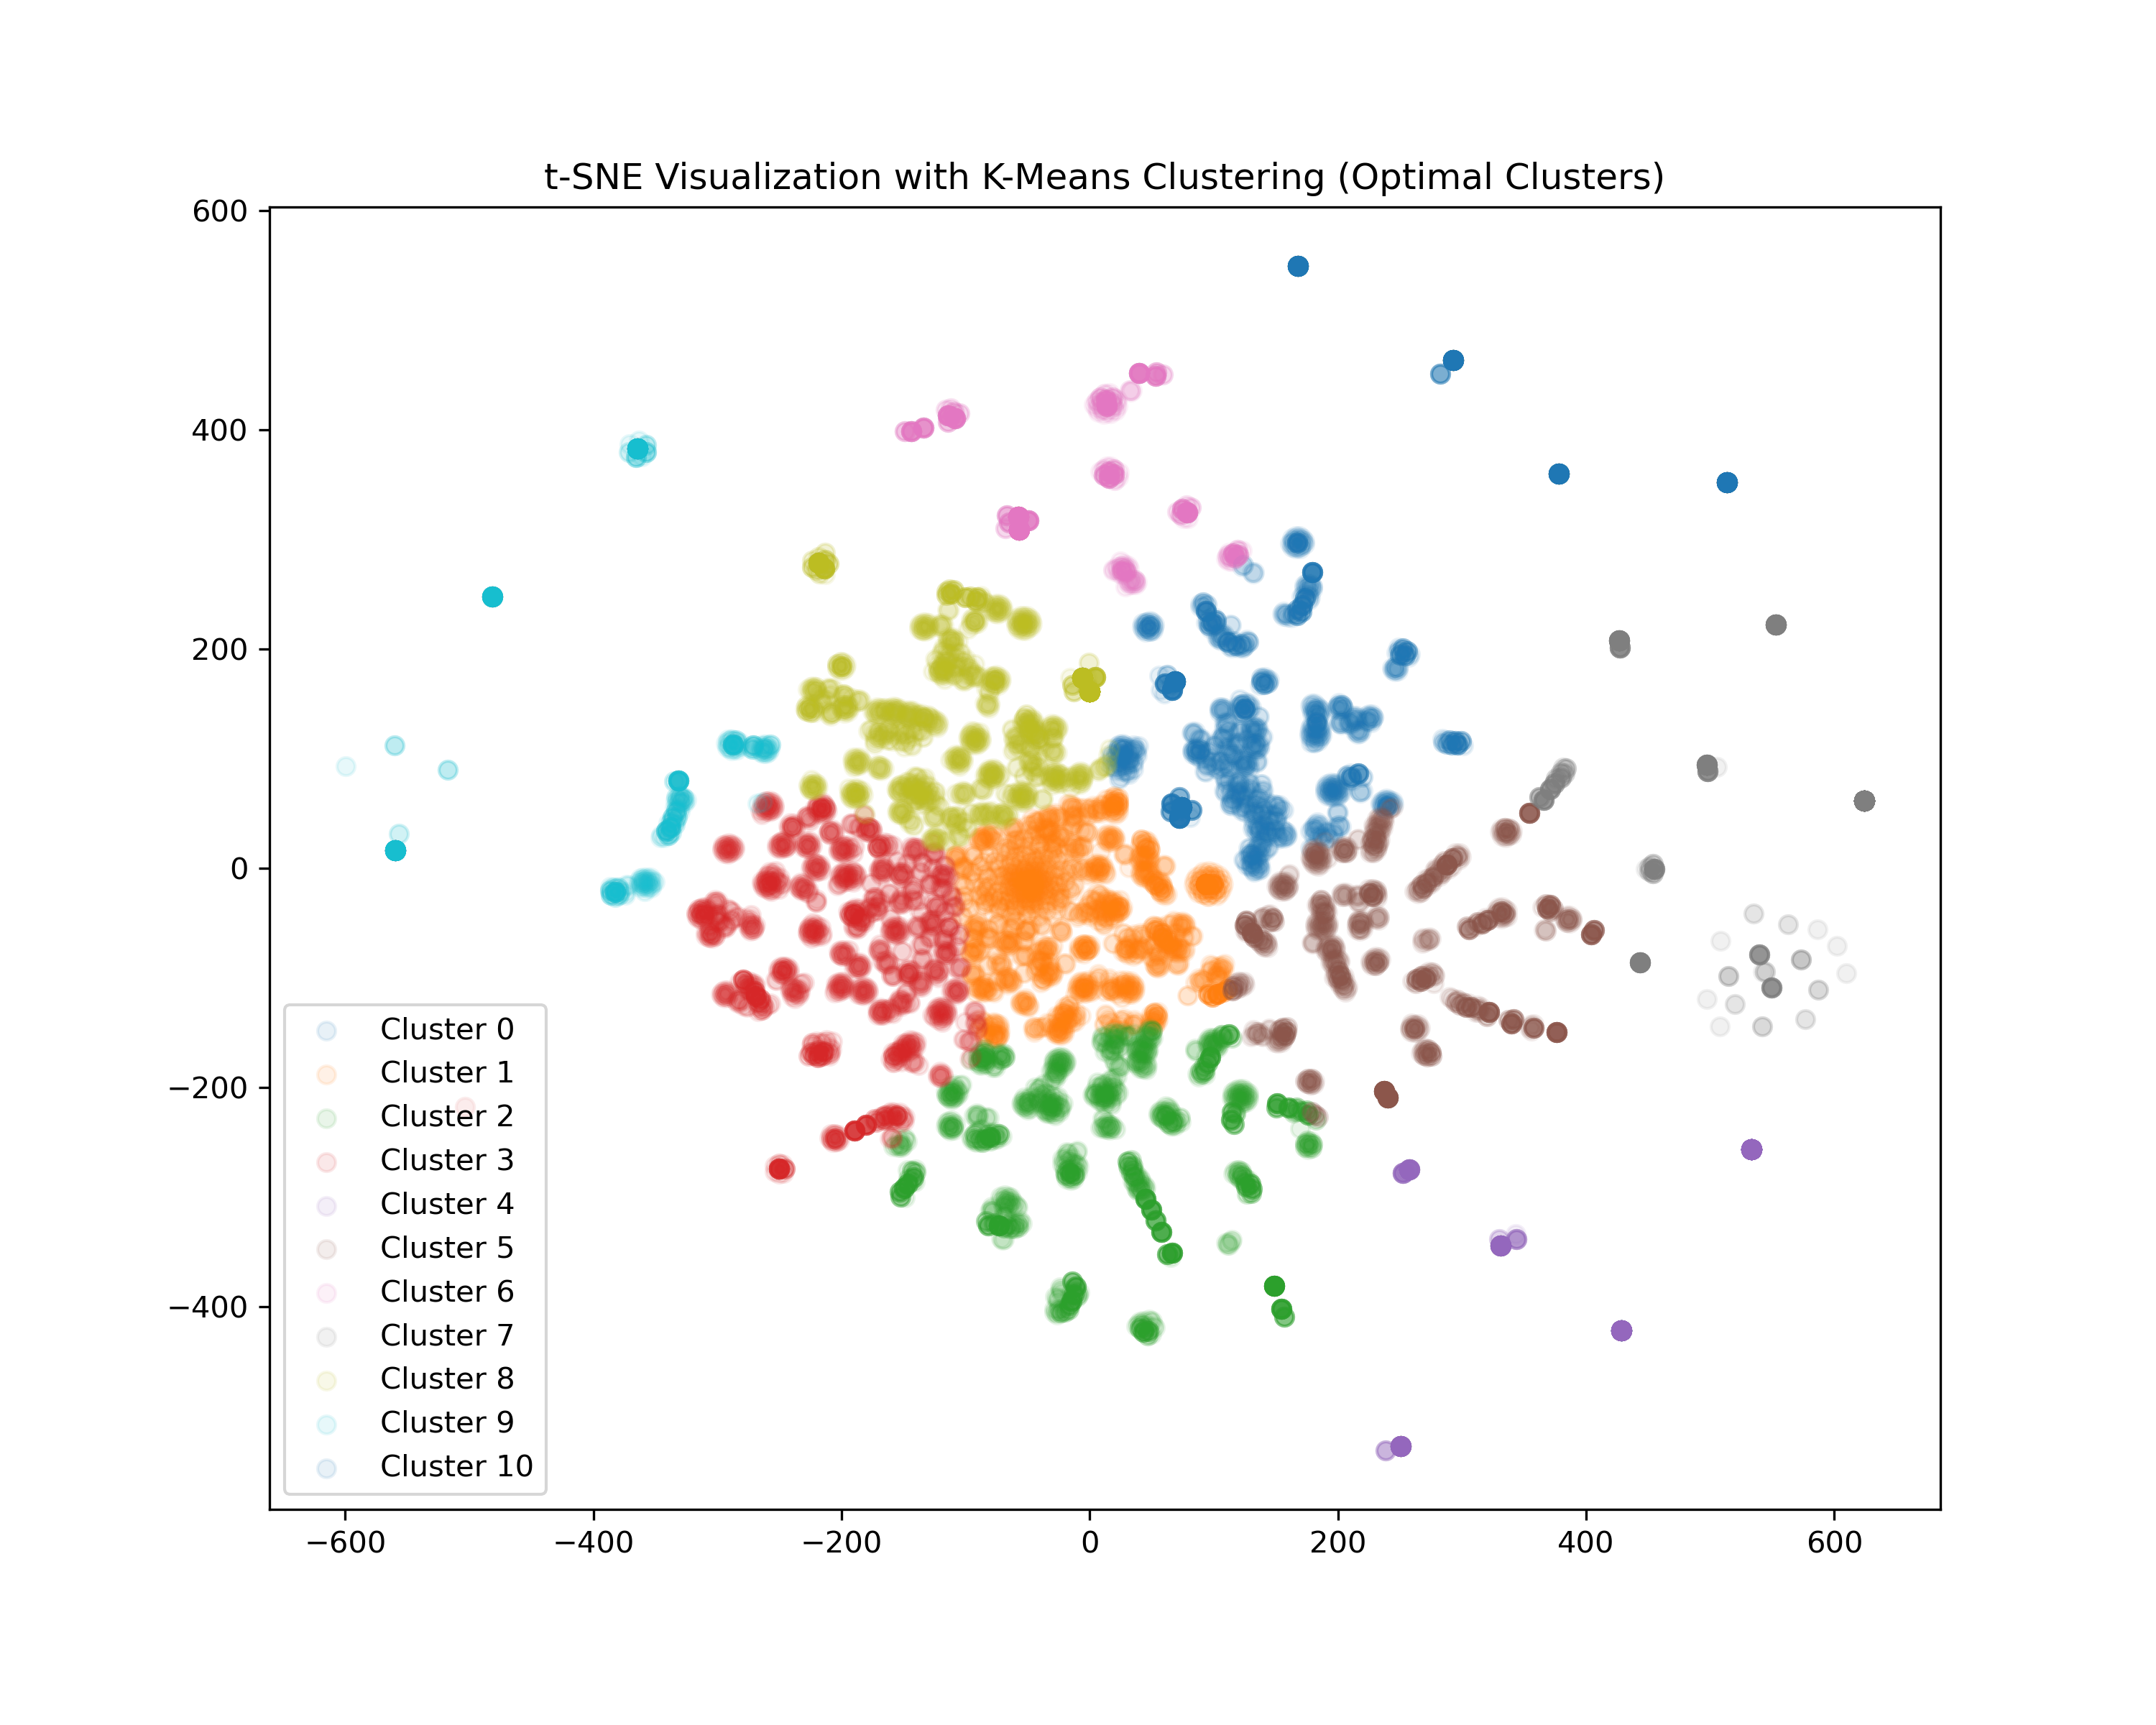 t-SNE Visualization with K-Means Clustering (Optimal Clusters)
600
400
200
0
−200
−400
Cluster 0
Cluster 1
Cluster 2
Cluster 3
Cluster 4
Cluster 5
Cluster 6
Cluster 7
Cluster 8
Cluster 9
Cluster 10
−600 −400 −200 0 200 400 600